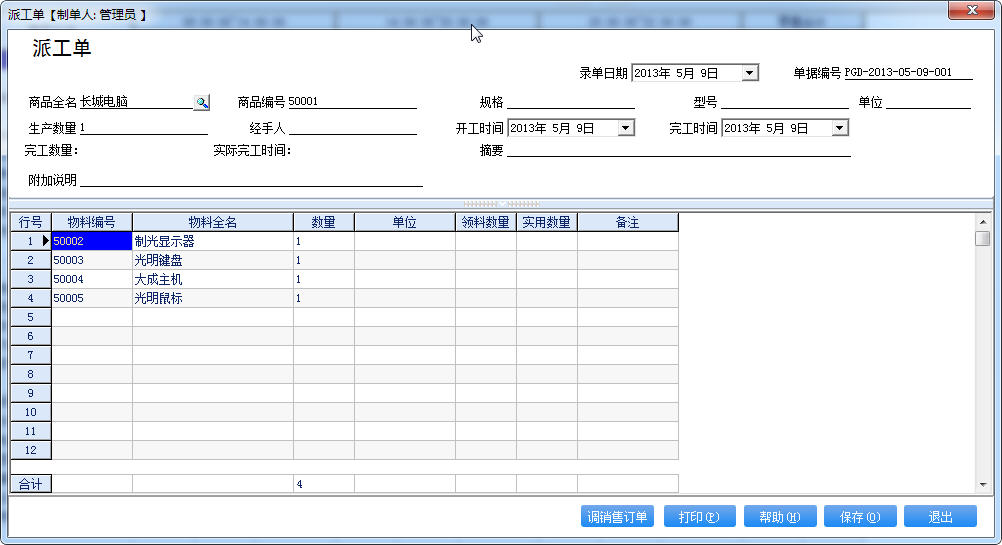 派工单【制单人: 管理员 】
派工单
录单日期 2013年 5月 9日 单据编号 PGD-2013-05-09-001
商品全名 长城电脑 商品编号 50001 规格 型号 单位
生产数量 1 经手人 开工时间 2013年 5月 9日 完工时间 2013年 5月 9日
完工数量: 实际完工时间: 摘要
附加说明
行号 物料编号 物料全名 数量 单位 领料数量 实用数量 备注
1 50002 制光显示器 1
2 50003 光明键盘 1
3 50004 大成主机 1
4 50005 光明鼠标 1
5
6
7
8
9
10
11
12
合计 4
调销售订单 打印(P) 帮助(H) 保存(O) 退出